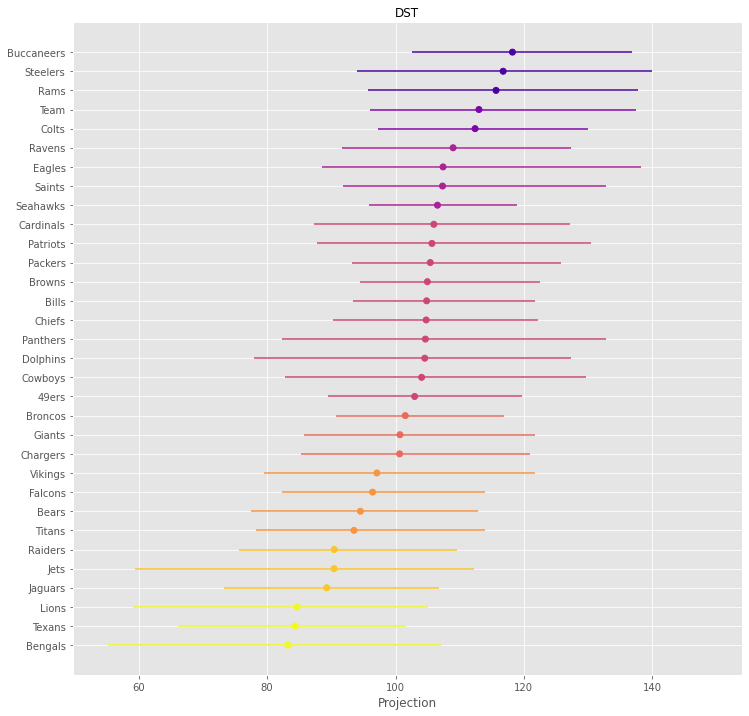 DST
Buccaneers
Steelers
Rams
Team
Colts
Ravens
Eagles
Saints
Seahawks
Cardinals
Patriots
Packers
Browns
Bills
Chiefs
Panthers
Dolphins
Cowboys
49ers
Broncos
Giants
Chargers
Vikings
Falcons
Bears
Titans
Raiders
Jets
Jaguars
Lions
Texans
Bengals
60 80 100 120 140
Projection